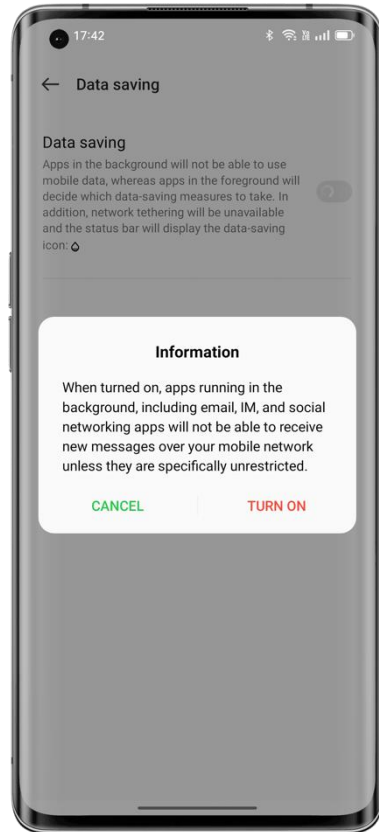 17:42
Data saving
Data saving
Apps in the background will not be able to use
mobile data, whereas apps in the foreground will
decide which data-saving measures to take. In
addition, network tethering will be unavailable
and the status bar will display the data-saving
icon:
Information
When turned on, apps running in the
background, including email, IM, and social
networking apps will not be able to receive
new messages over your mobile network
unless they are specifically unrestricted.
CANCEL
TURN ON